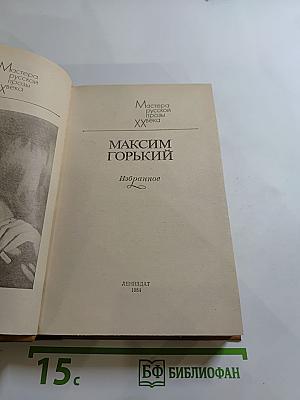 Мастера
русской
прозы
XX века
Мастера
русской
прозы
XX века
МАКСИМ
ГОРЬКИЙ
Избранное
ЛЕНИЗДАТ
1984
15с
БФ БИБЛИОФАН